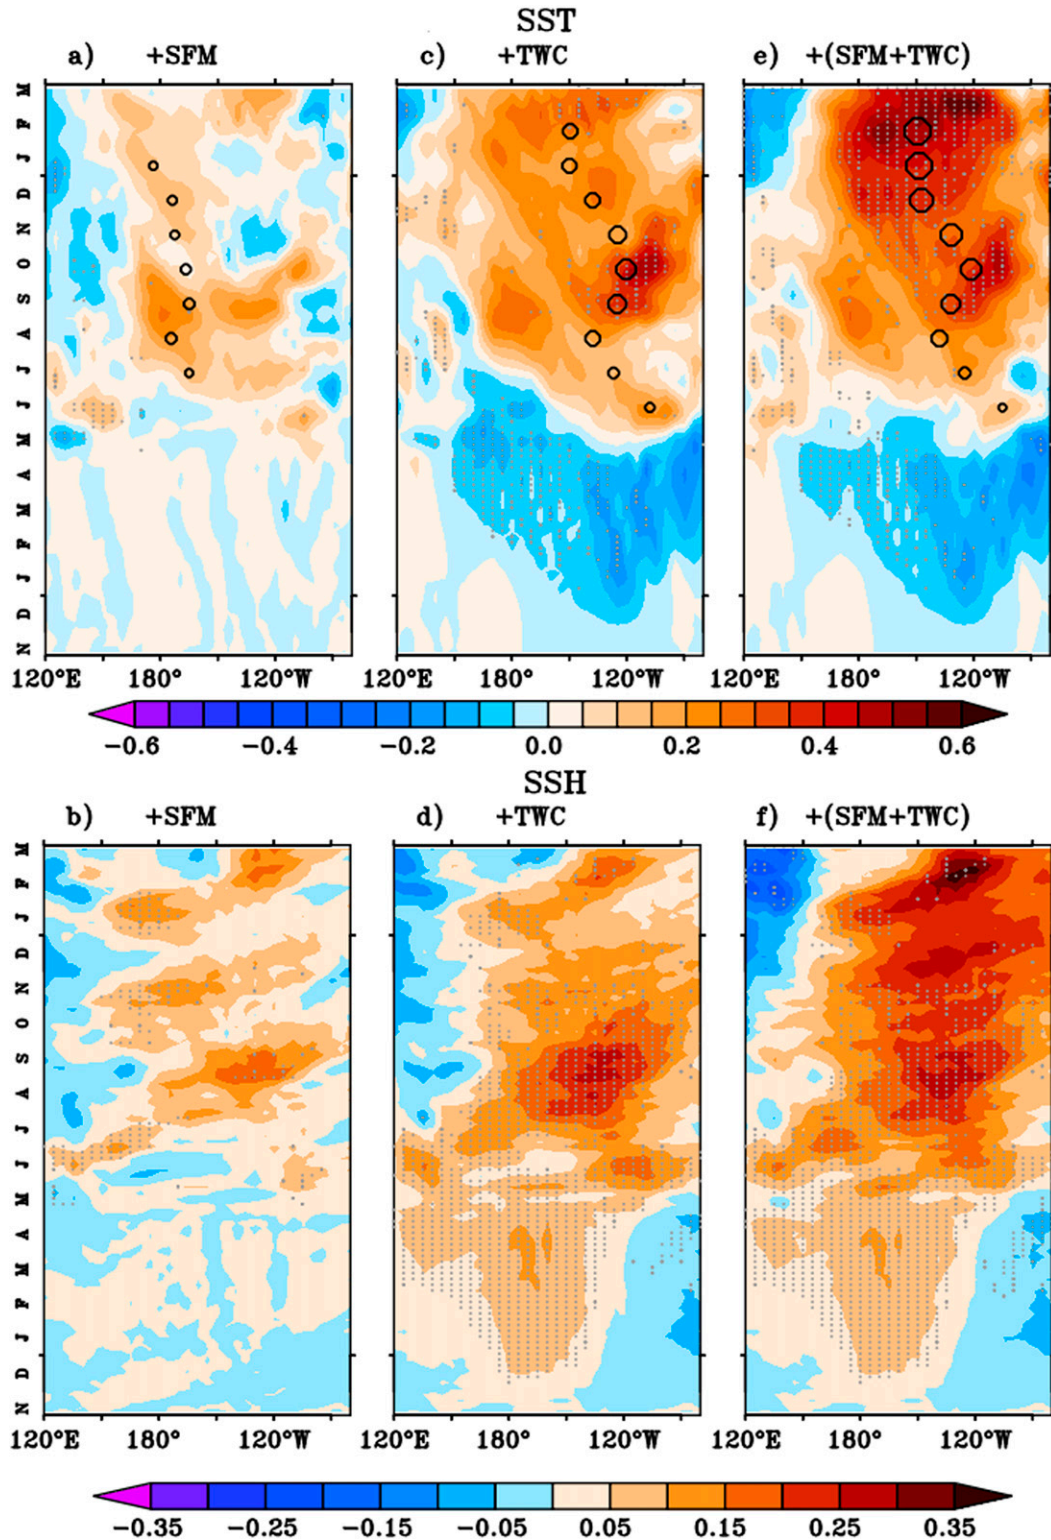 SST
a) +SFM c) +TWC e) +(SFM+TWC)
M
F
J
D
N
O
S
A
J
J
M
A
M
F
J
D
N
120°E 180° 120°W 120°E 180° 120°W 120°E 180° 120°W
−0.6 −0.4 −0.2 0.0 0.2 0.4 0.6
SSH
b) +SFM d) +TWC f) +(SFM+TWC)
M
F
J
D
N
O
S
A
J
J
M
A
M
F
J
D
N
120°E 180° 120°W 120°E 180° 120°W 120°E 180° 120°W
−0.35 −0.25 −0.15 −0.05 0.05 0.15 0.25 0.35